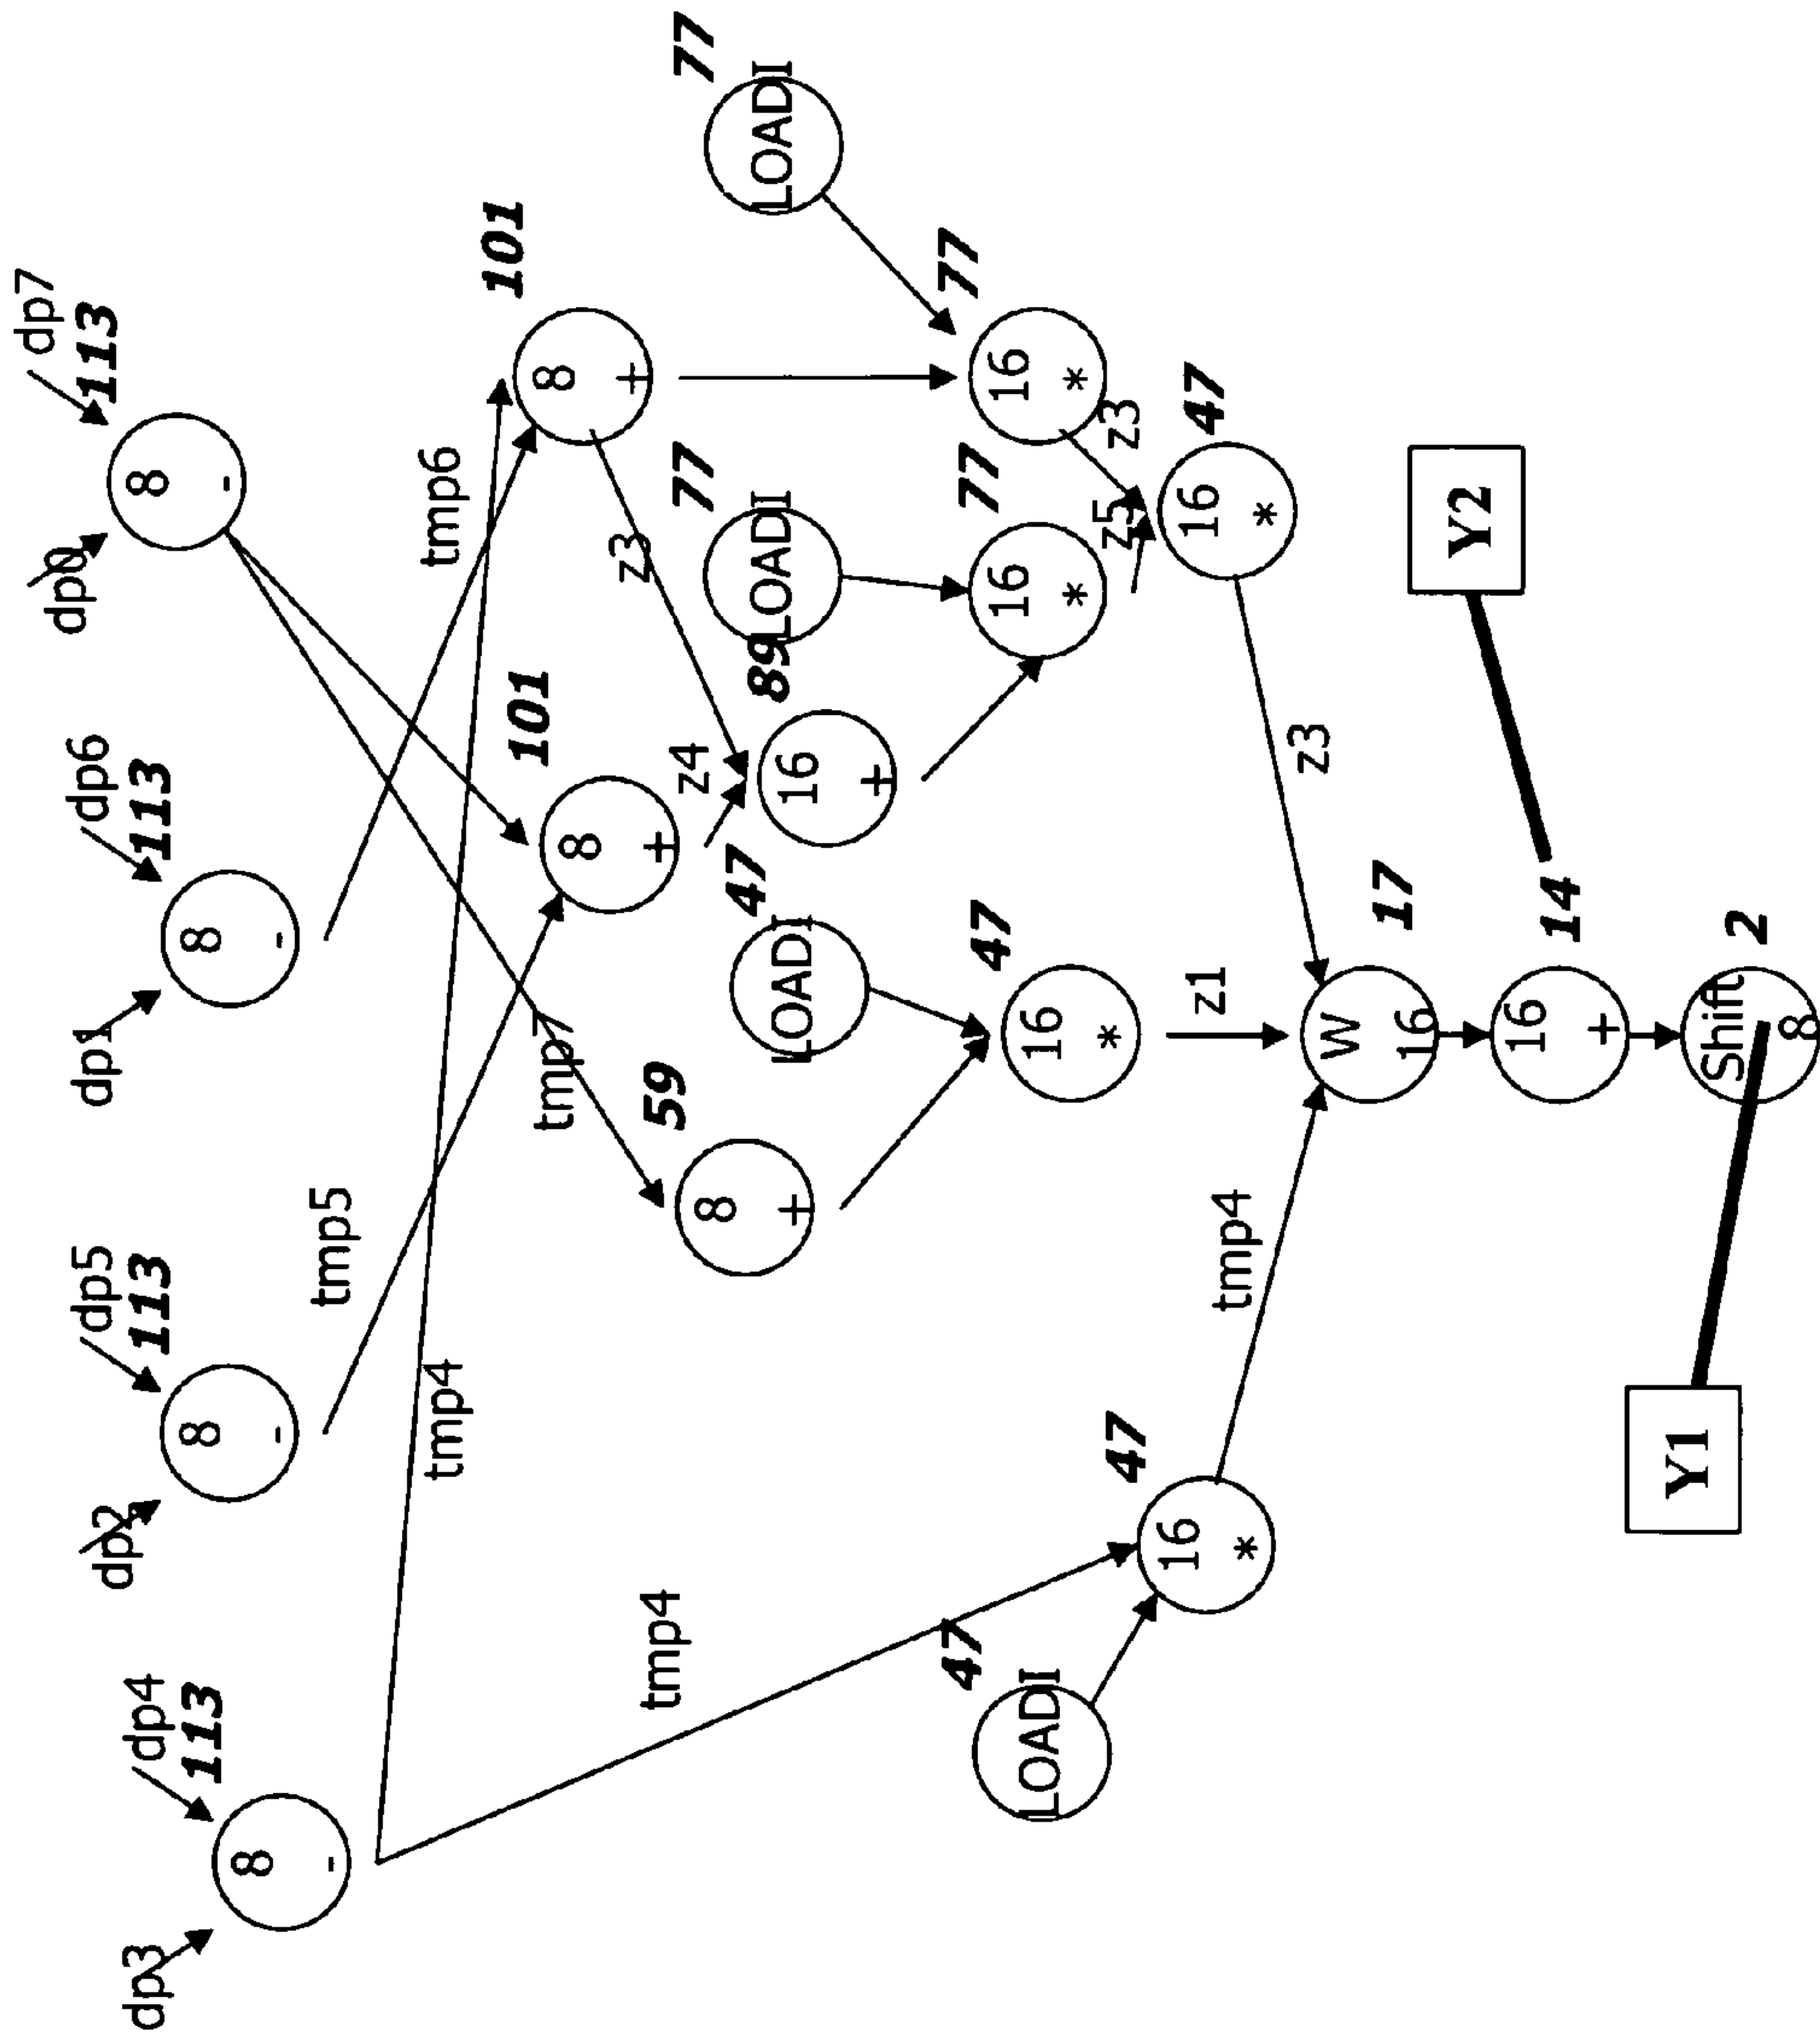 dp3
dp4
dp2
dp5
dp1
dp6
dp0
dp7
113
113
113
113
8
-
8
-
8
-
8
-
tmp5
tmp4
tmp6
101
101
8
+
8
+
tmp7
z3
tmp4
59
z4
77
77
8
+
47
LOADI
89
LOADI
LOADI
16
+
47
47
77
77
LOADI
16
*
16
*
16
*
47
z1
z5
z3
16
*
47
16
*
tmp4
z3
W
16
17
Y2
16
+
14
Y1
Shift
8
2